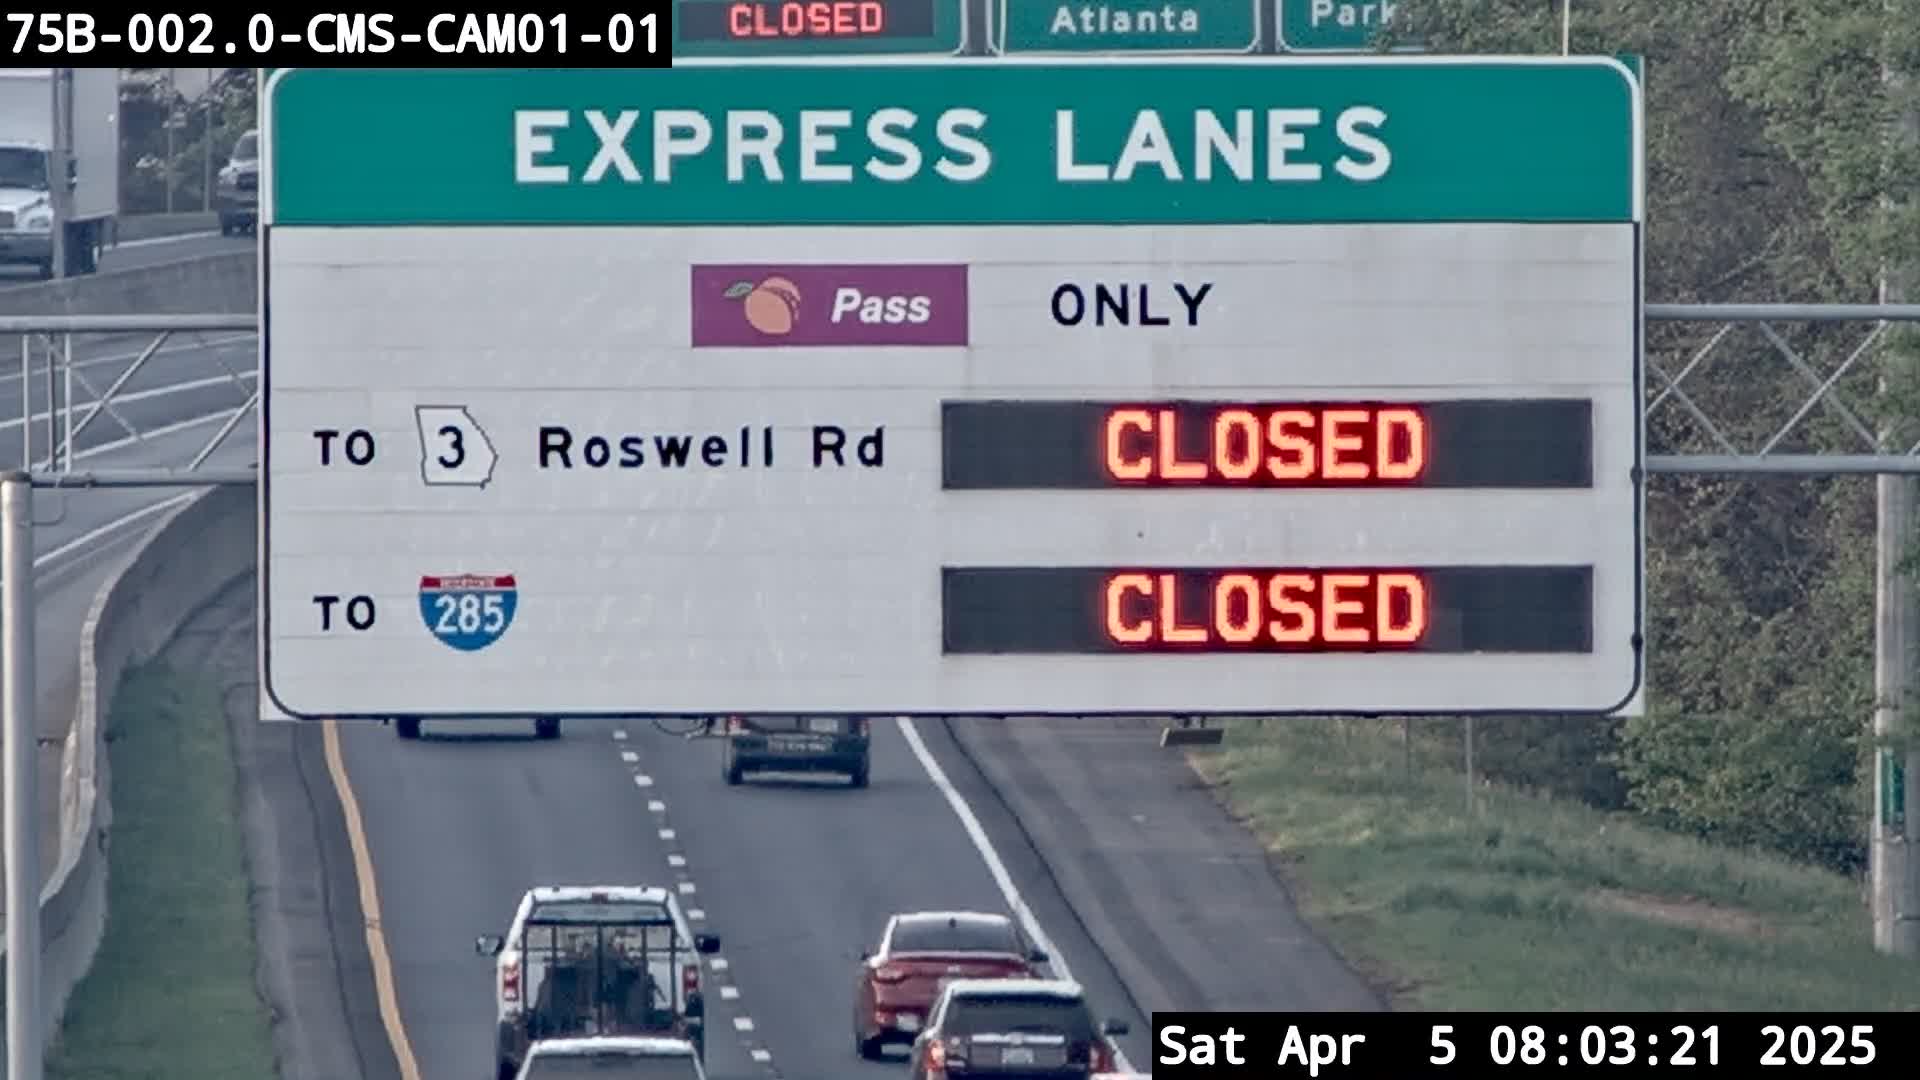 75B-002.0-CMS-CAM01-01
CLOSED
Atlanta
Park
EXPRESS LANES
Pass ONLY
TO 3 Roswell Rd CLOSED
TO 285 CLOSED
Sat Apr 5 08:03:21 2025